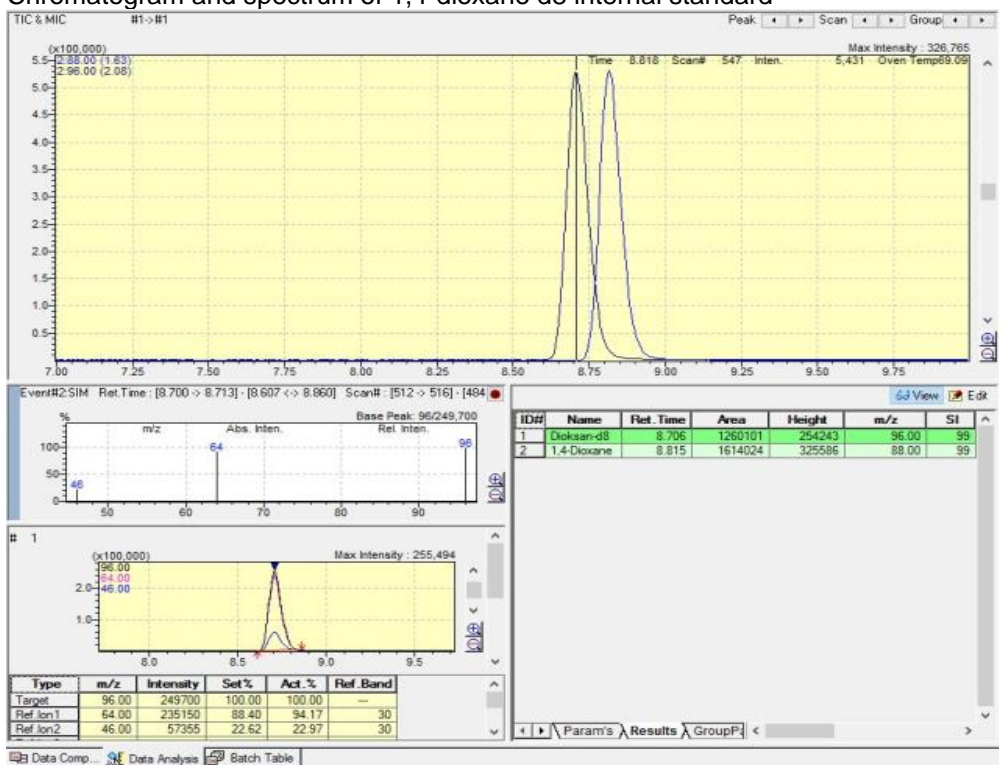 Chromatogram and spectrum of 1,4 dioxane d8 internal standard
TIC & MIC #1->#1 Peak Scan Group
(x100,000) Max Intensity : 326,765
2:88.00 (1.63) Time 8.818 Scan# 547 Inten. 5,431 Oven Temp 69.09
2:96.00 (2.08)
5.5
5.0
4.5
4.0
3.5
3.0
2.5
2.0
1.5
1.0
0.5
7.00 7.25 7.50 7.75 8.00 8.25 8.50 8.75 9.00 9.25 9.50 9.75
Event#2:SIM Ret.Time : [8.700 -> 8.713] - [8.607 <-> 8.860] Scan# : [512 -> 516] - [484
% Base Peak: 96/249,700
m/z Abs. Inten. Rel. Inten.
100
50
0
46 64 96
50 60 70 80 90
View Edit
ID# Name Ret.Time Area Height m/z SI
1 Dioksan-d8 8.706 1260101 254243 96.00 99
2 1,4-Dioxane 8.815 1614024 325586 88.00 99
# 1
(x100,000) Max Intensity : 255,494
96.00
64.00
46.00
2.0
1.0
8.0 8.5 9.0 9.5
Type m/z Intensity Set% Act.% Ref.Band
Target 96.00 249700 100.00 100.00 ---
Ref.Ion1 64.00 235150 88.40 94.17 30
Ref.Ion2 46.00 57355 22.62 22.97 30
Param's Results GroupP
Data Comp... Data Analysis Batch Table